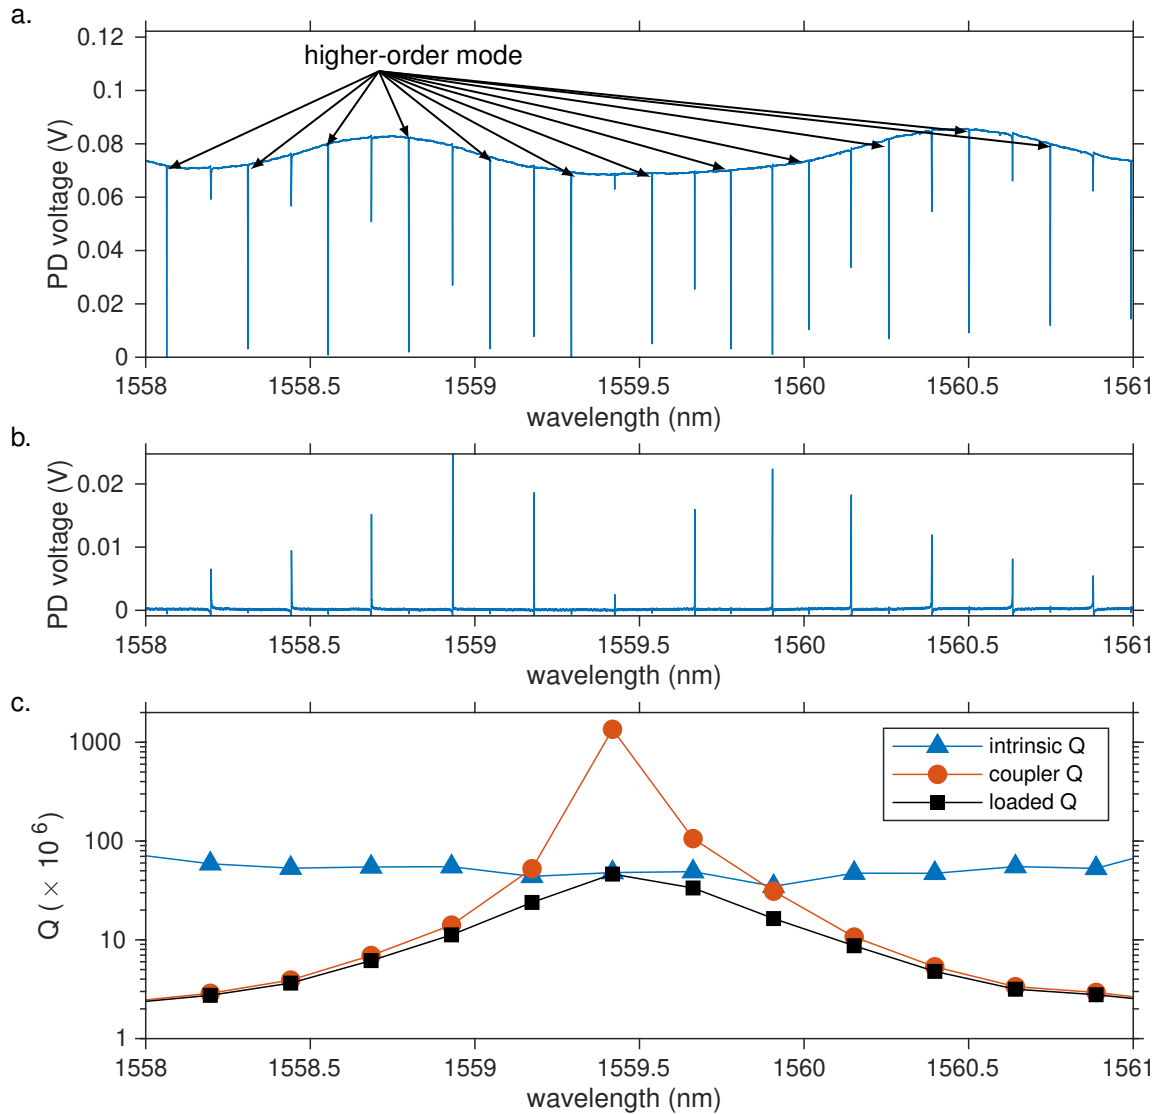 a.
higher-order mode
PD voltage (V)
0.12
0.1
0.08
0.06
0.04
0.02
0
1558
1558.5
1559
1559.5
1560
1560.5
1561
wavelength (nm)
b.
PD voltage (V)
0.02
0.01
0
1558
1558.5
1559
1559.5
1560
1560.5
1561
wavelength (nm)
c.
Q ( × 10 6)
1000
100
10
1
intrinsic Q
coupler Q
loaded Q
1558
1558.5
1559
1559.5
1560
1560.5
1561
wavelength (nm)